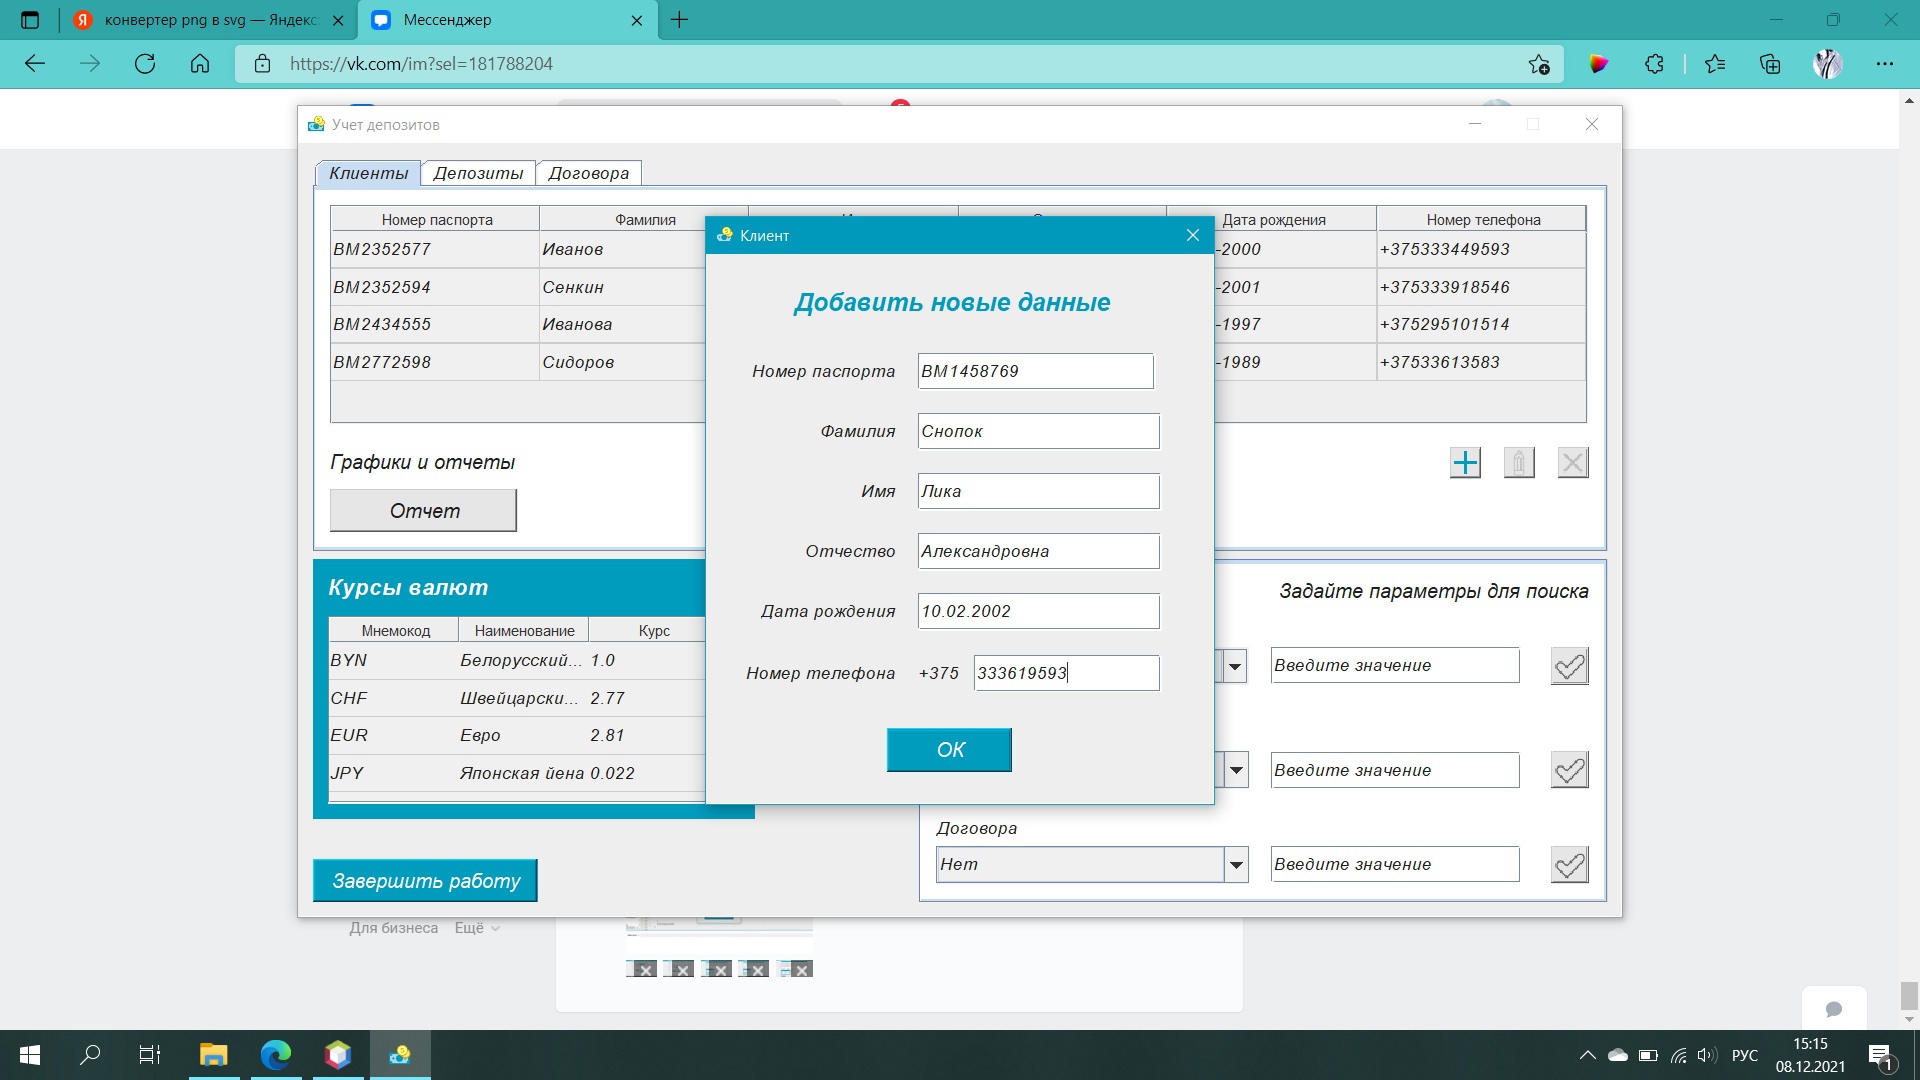 конвертер png в svg — Яндекс
Мессенджер
https://vk.com/im?sel=181788204
Учет депозитов
Клиенты Депозиты Договора
Номер паспорта Фамилия Дата рождения Номер телефона
BM2352577 Иванов -2000 +375333449593
BM2352594 Сенкин -2001 +375333918546
BM2434555 Иванова -1997 +375295101514
BM2772598 Сидоров -1989 +37533613583
Графики и отчеты
Отчет
Клиент
Добавить новые данные
Номер паспорта BM1458769
Фамилия Снопок
Имя Лика
Отчество Александровна
Дата рождения 10.02.2002
Номер телефона +375 333619593
OK
Курсы валют
Мнемокод Наименование Курс
BYN Белорусский... 1.0
CHF Швейцарски... 2.77
EUR Евро 2.81
JPY Японская йена 0.022
Завершить работу
Задайте параметры для поиска
Введите значение
Введите значение
Договора
Нет Введите значение
Для бизнеса Ещё
РУС
15:15
08.12.2021
1